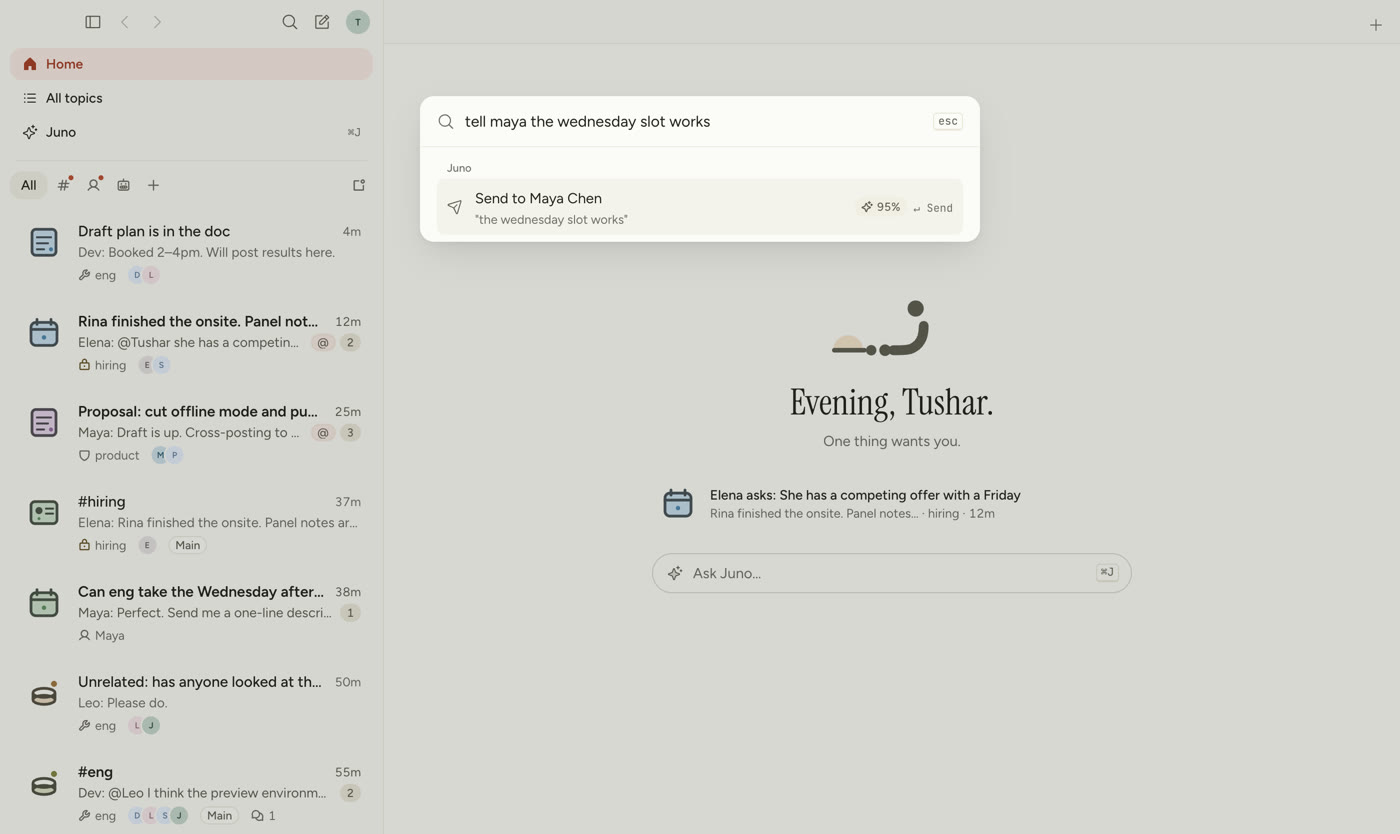 T
Home
All topics
Juno ⌘J
All
Draft plan is in the doc 4m
Dev: Booked 2–4pm. Will post results here.
eng D L
Rina finished the onsite. Panel not... 12m
Elena: @Tushar she has a competin... @ 2
hiring E S
Proposal: cut offline mode and pu... 25m
Maya: Draft is up. Cross-posting to ... @ 3
product M P
#hiring 37m
Elena: Rina finished the onsite. Panel notes ar...
hiring E Main
Can eng take the Wednesday after... 38m
Maya: Perfect. Send me a one-line descri... 1
Maya
Unrelated: has anyone looked at th... 50m
Leo: Please do.
eng L J
#eng 55m
Dev: @Leo I think the preview environm... 2
eng D L S J Main 1
tell maya the wednesday slot works esc
Juno
Send to Maya Chen
"the wednesday slot works"
95% ↵ Send
Evening, Tushar.
One thing wants you.
Elena asks: She has a competing offer with a Friday
Rina finished the onsite. Panel notes... · hiring · 12m
Ask Juno... ⌘J